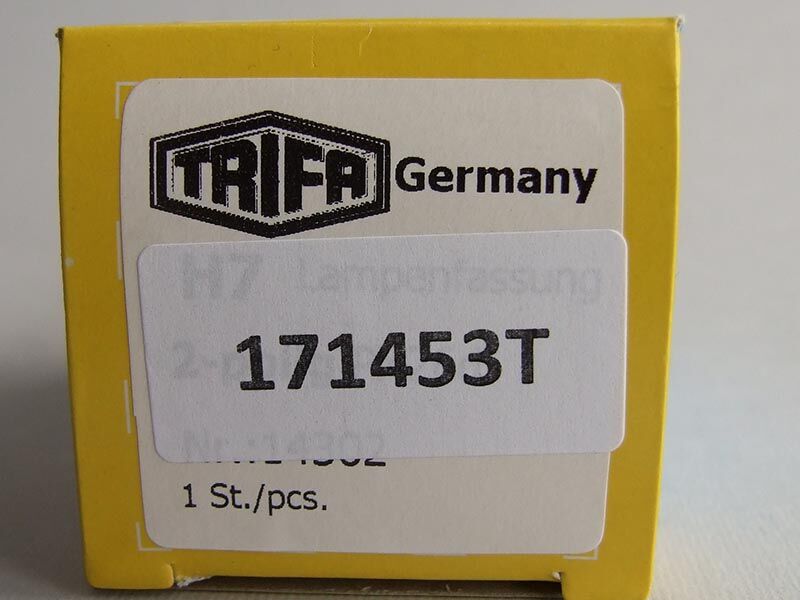 TRIFA Germany
H7 Lampenfassung
171453T
Nr.:14302
1 St./pcs.